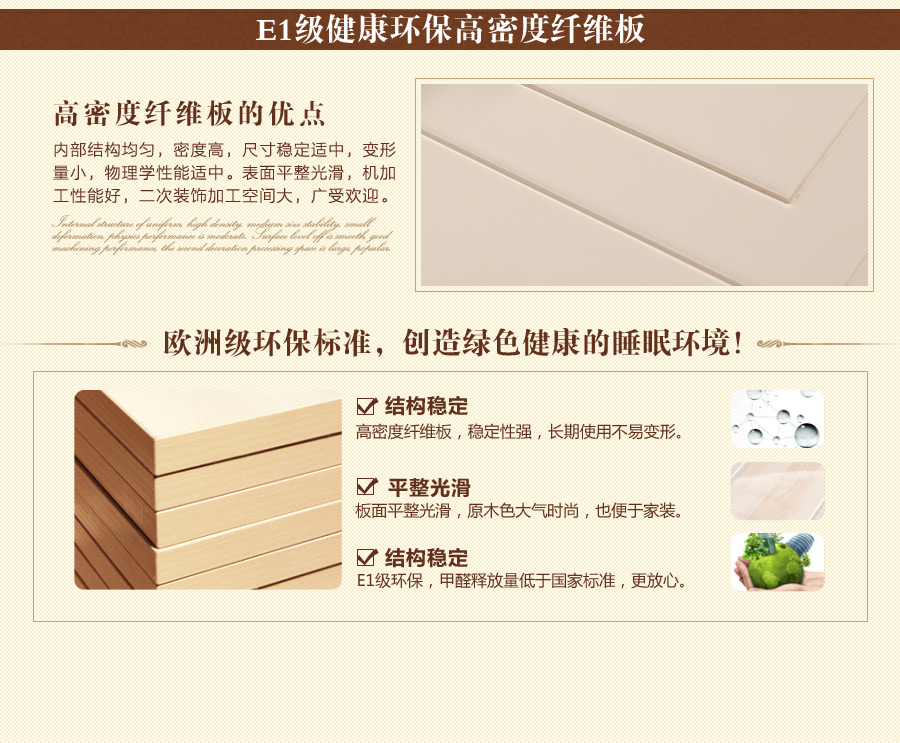 E1级健康环保高密度纤维板
高密度纤维板的优点
内部结构均匀，密度高，尺寸稳定适中，变形
量小，物理学性能适中。表面平整光滑，机加
工性能好，二次装饰加工空间大，广受欢迎。
Internal structure of uniform, high density, medium size stability, small
deformation, physics performance is moderate. Surface level off is smooth, good
machining performance, the second decoration processing space is large, popular.
欧洲级环保标准，创造绿色健康的睡眠环境！
结构稳定
高密度纤维板，稳定性强，长期使用不易变形。
平整光滑
板面平整光滑，原木色大气时尚，也便于家装。
结构稳定
E1级环保，甲醛释放量低于国家标准，更放心。